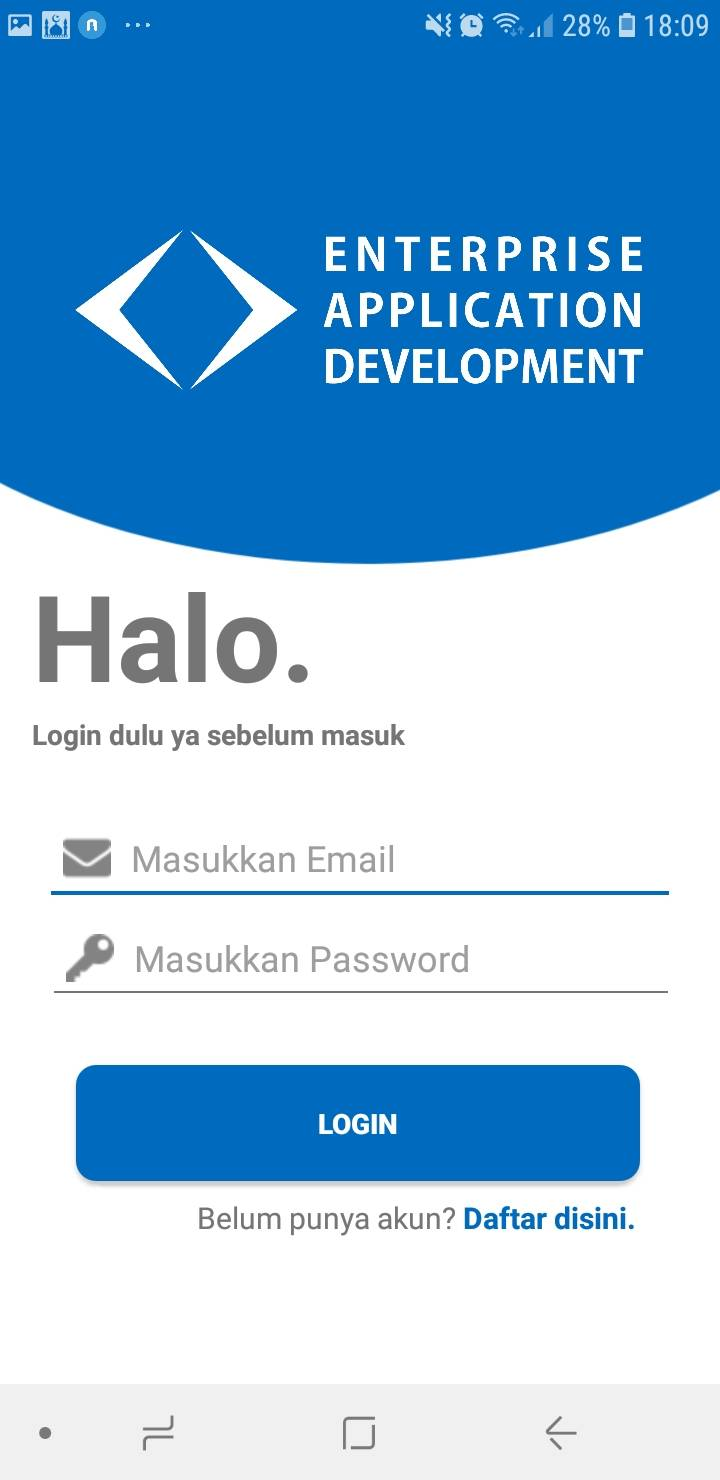 28% 18:09
ENTERPRISE
APPLICATION
DEVELOPMENT
Halo.
Login dulu ya sebelum masuk
Masukkan Email
Masukkan Password
LOGIN
Belum punya akun? Daftar disini.